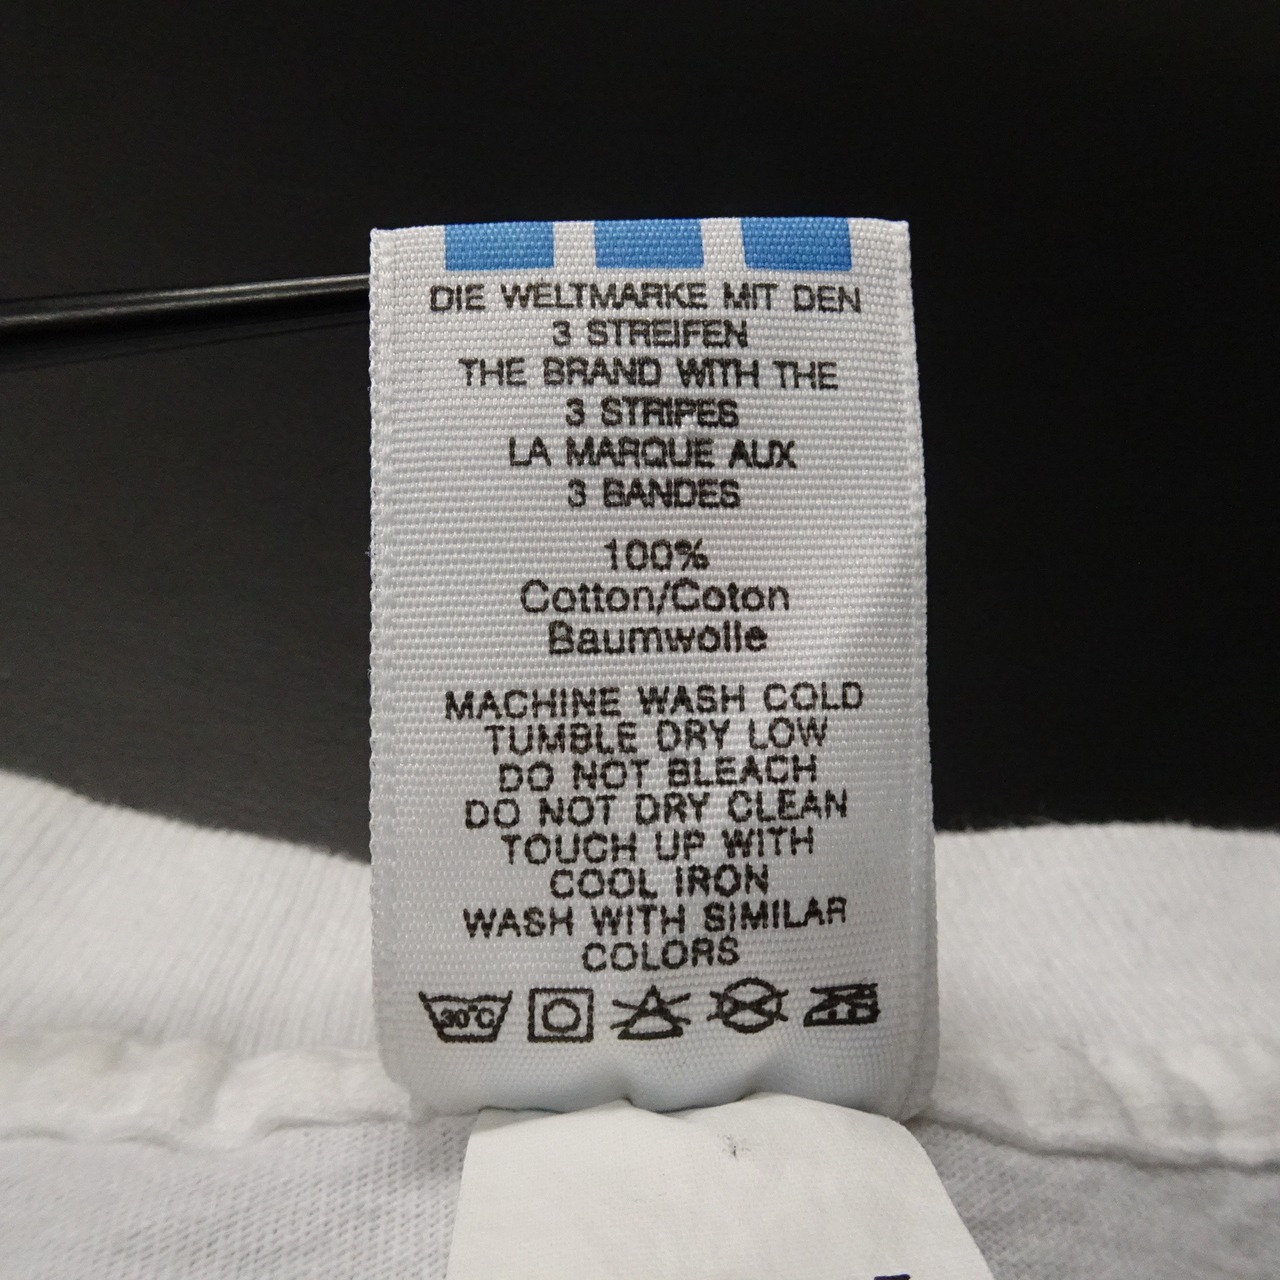 DIE WELTMARKE MIT DEN
3 STREIFEN
THE BRAND WITH THE
3 STRIPES
LA MARQUE AUX
3 BANDES
100%
Cotton/Coton
Baumwolle
MACHINE WASH COLD
TUMBLE DRY LOW
DO NOT BLEACH
DO NOT DRY CLEAN
TOUCH UP WITH
COOL IRON
WASH WITH SIMILAR
COLORS
30°C